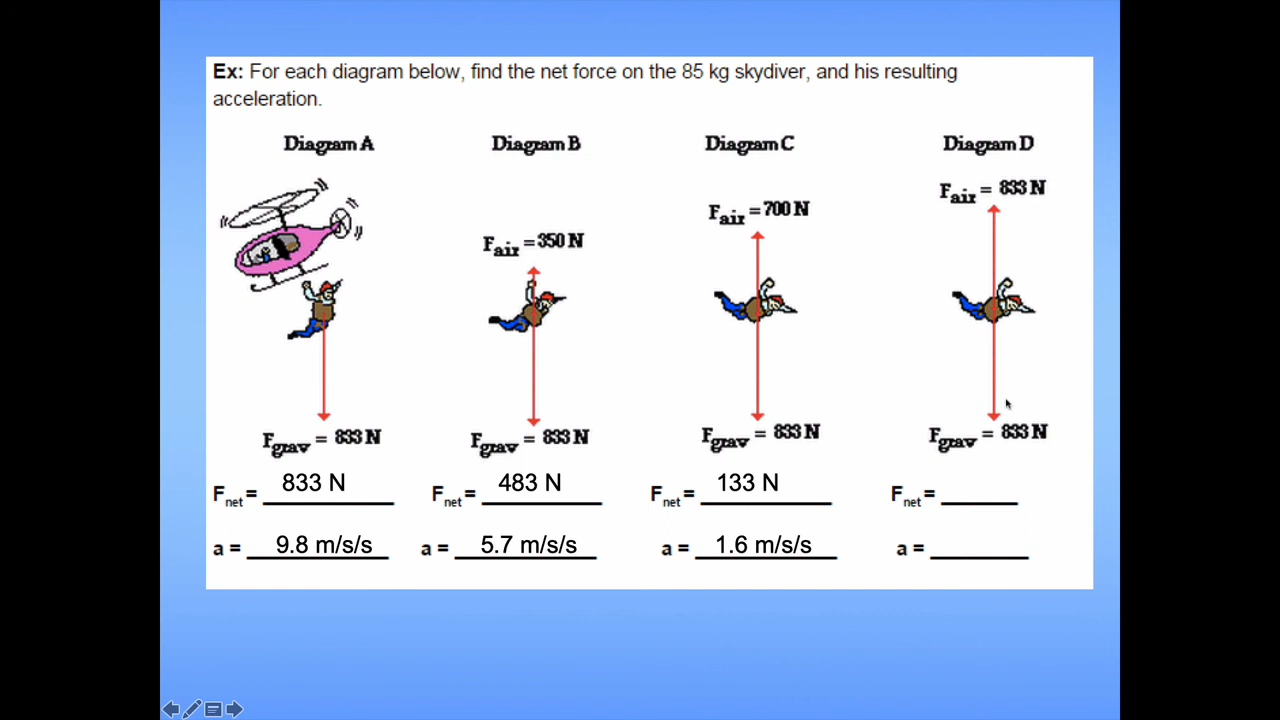 Ex: For each diagram below, find the net force on the 85 kg skydiver, and his resulting
acceleration.
Diagram A
Diagram B
Diagram C
Diagram D
Fair = 350 N
Fair = 700 N
Fair = 833 N
Fgrav = 833 N
Fgrav = 833 N
Fgrav = 833 N
Fgrav = 833 N
Fnet = 833 N
Fnet = 483 N
Fnet = 133 N
Fnet =
a = 9.8 m/s/s
a = 5.7 m/s/s
a = 1.6 m/s/s
a =